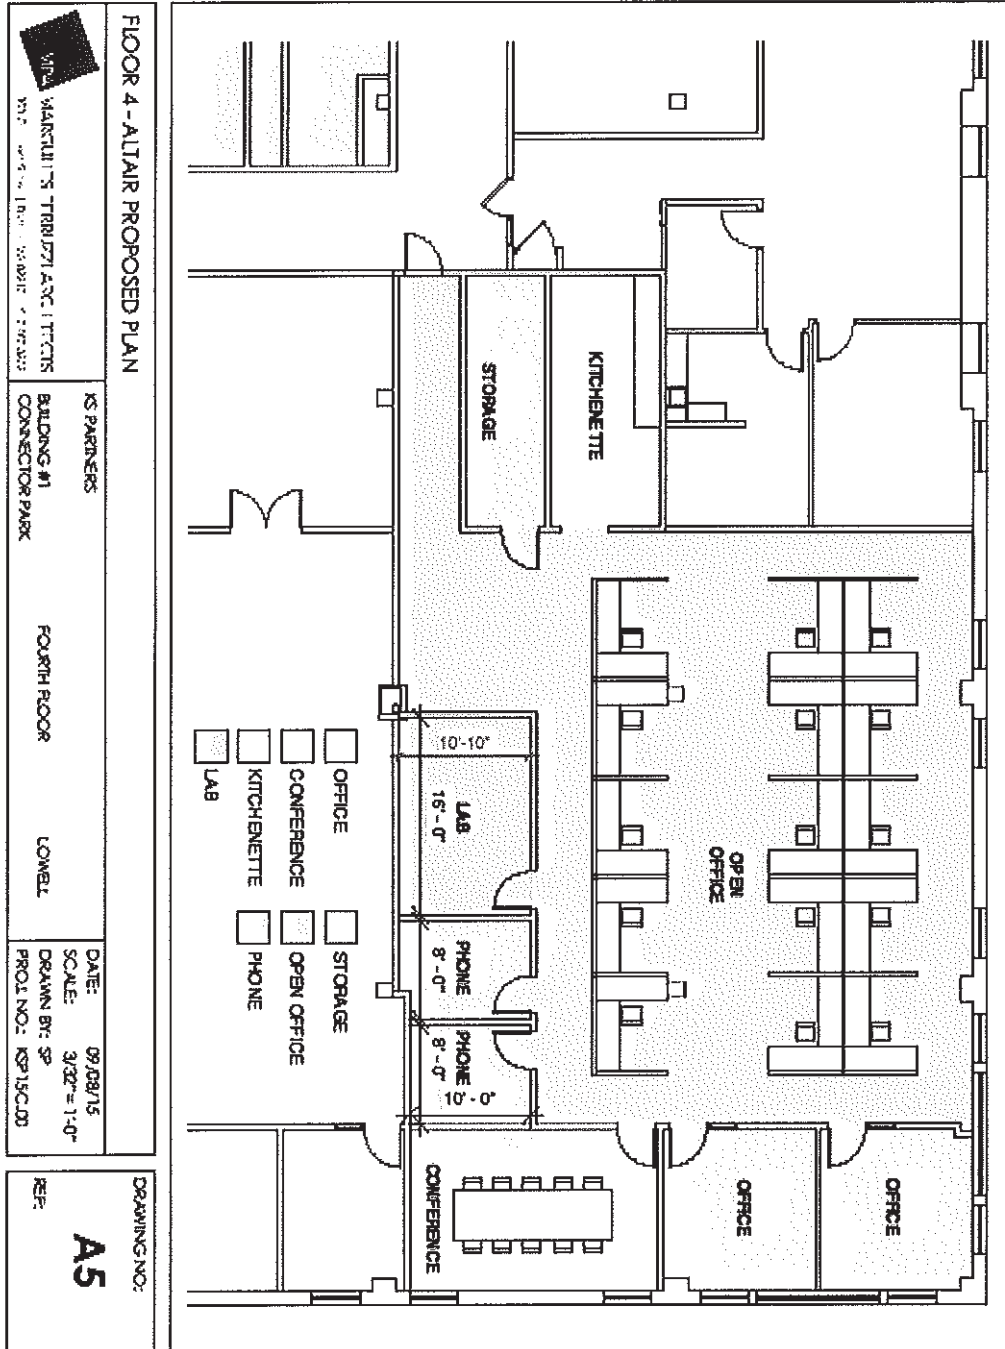 FLOOR 4 - ALTAIR PROPOSED PLAN
KITCHENETTE
STORAGE
OPEN
OFFICE
LAB
16' - 0"
10'-10"
PHONE
8' - 0"
PHONE
8' - 0"
10' - 0"
CONFERENCE
OFFICE
OFFICE
OFFICE
CONFERENCE
KITCHENETTE
LAB
STORAGE
OPEN OFFICE
PHONE
KS PARTNERS
BUILDING #1
CONNECTOR PARK
FOURTH FLOOR
LOWELL
DATE: 09/08/15
SCALE: 3/32" = 1'-0"
DRAWN BY: SP
PROJ. NO.: KSP15C.00
DRAWING NO:
A5
REF: